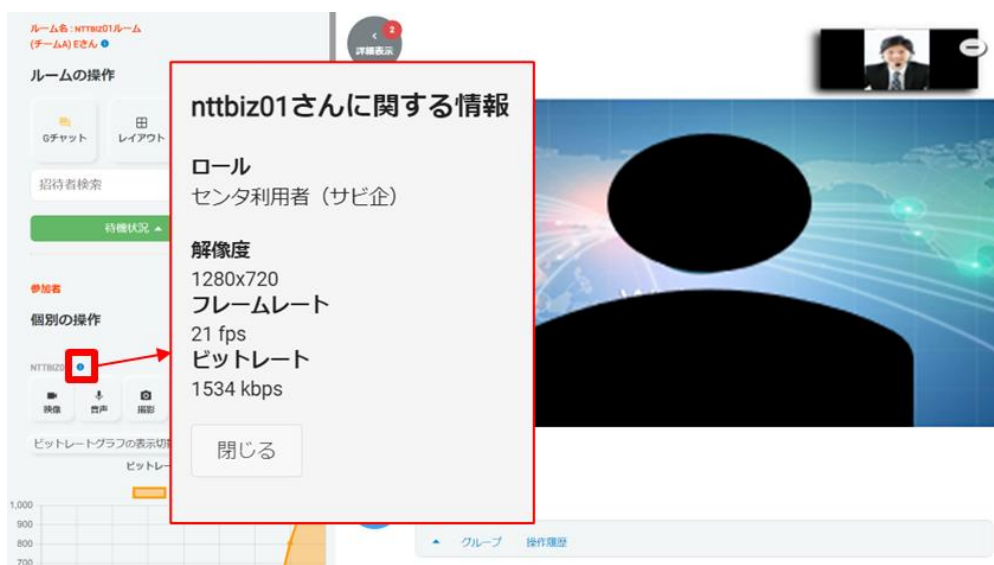 ルーム名 : NTTBIZ01ルーム
(チームA) Eさん
ルームの操作
Gチャット
レイアウト
招待者検索
待機状況
参加者
個別の操作
NTTBIZ0
映像
音声
撮影
ビットレートグラフの表示切
ビットレー
1,000
900
800
700
nttbiz01さんに関する情報
ロール
センタ利用者（サビ企）
解像度
1280x720
フレームレート
21 fps
ビットレート
1534 kbps
閉じる
2
詳細表示
グループ
操作履歴